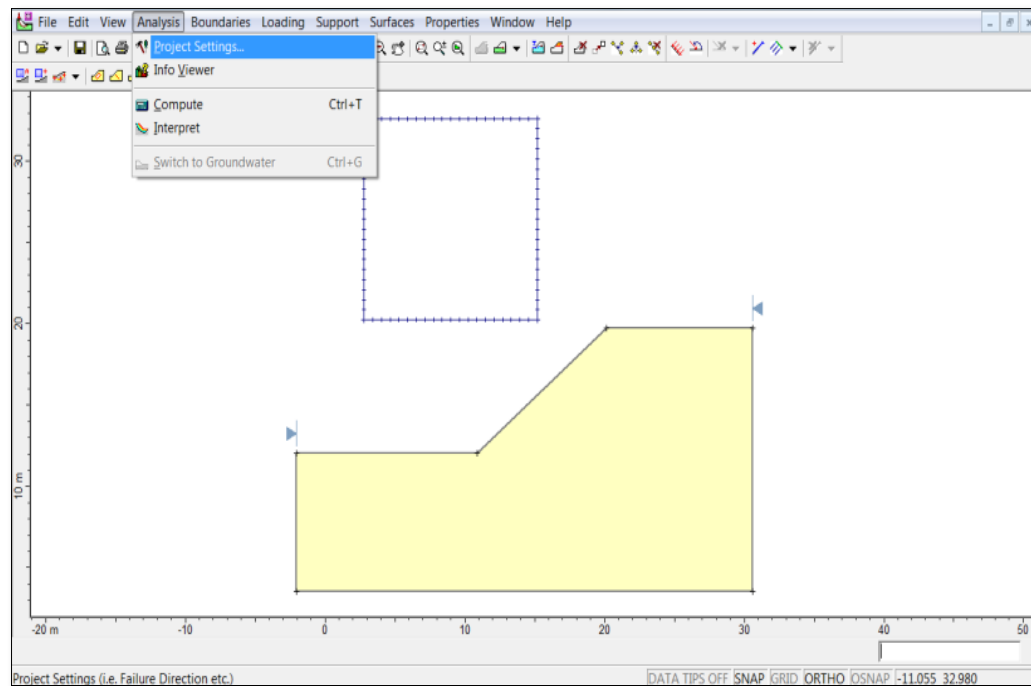 File Edit View Analysis Boundaries Loading Support Surfaces Properties Window Help
Project Settings...
Info Viewer
Compute Ctrl+T
Interpret
Switch to Groundwater Ctrl+G
30
20
10 m
-20 m -10 0 10 20 30 40 50
Project Settings (i.e. Failure Direction etc.) DATA TIPS OFF SNAP GRID ORTHO OSNAP -11.055 32.980